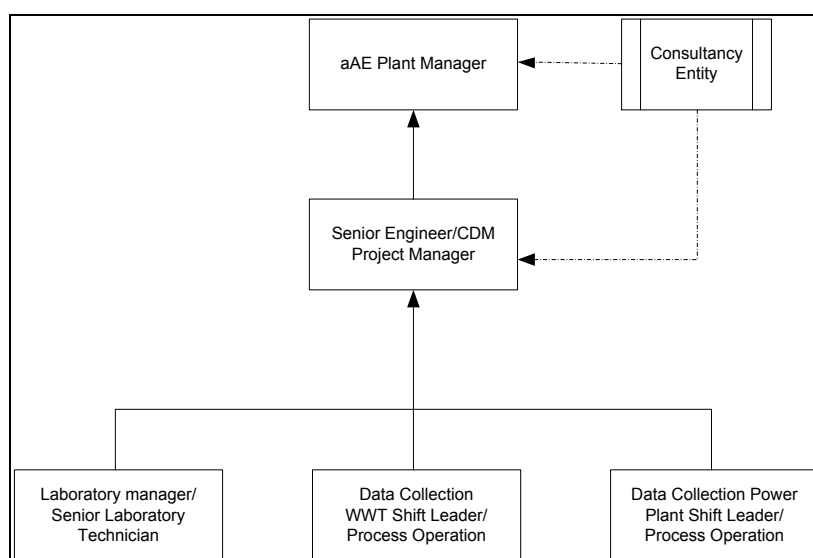 aAE Plant Manager
Consultancy
Entity
Senior Engineer/CDM
Project Manager
Laboratory manager/
Senior Laboratory
Technician
Data Collection
WWT Shift Leader/
Process Operation
Data Collection Power
Plant Shift Leader/
Process Operation